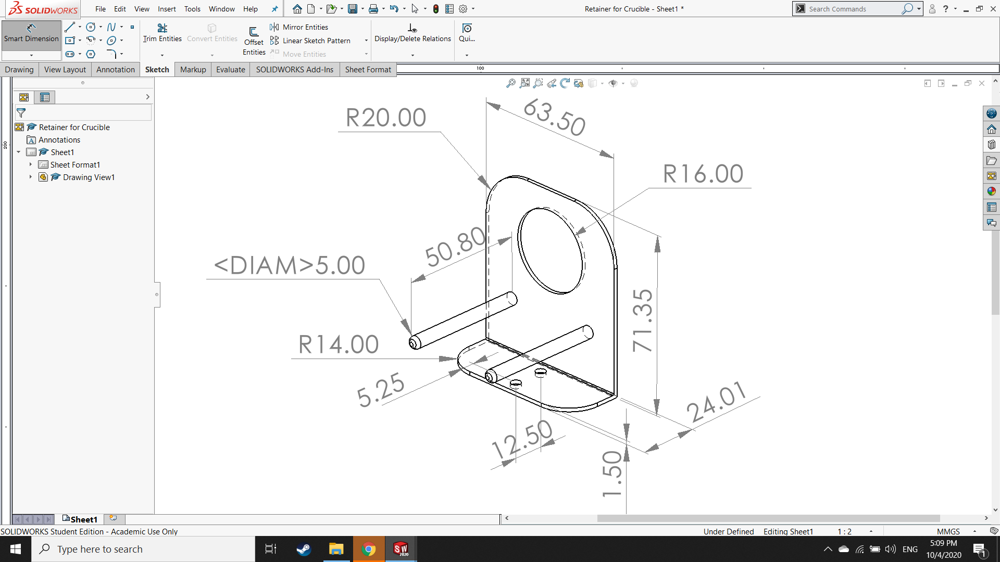 SOLIDWORKS
File Edit View Insert Tools Window Help
Retainer for Crucible - Sheet1 *
Search Commands
?
Smart Dimension
Trim Entities
Convert Entities
Offset Entities
Mirror Entities
Linear Sketch Pattern
Move Entities
Display/Delete Relations
Qui...
Drawing View Layout Annotation Sketch Markup Evaluate SOLIDWORKS Add-Ins Sheet Format
100
200
Retainer for Crucible
Annotations
Sheet1
Sheet Format1
Drawing View1
R20.00
63.50
R16.00
50.80
<DIAM>5.00
71.35
R14.00
5.25
24.01
12.50
1.50
Sheet1
SOLIDWORKS Student Edition - Academic Use Only
Under Defined Editing Sheet1 1 : 2 MMGS
Type here to search
SW
2020
ENG
5:09 PM
10/4/2020
1